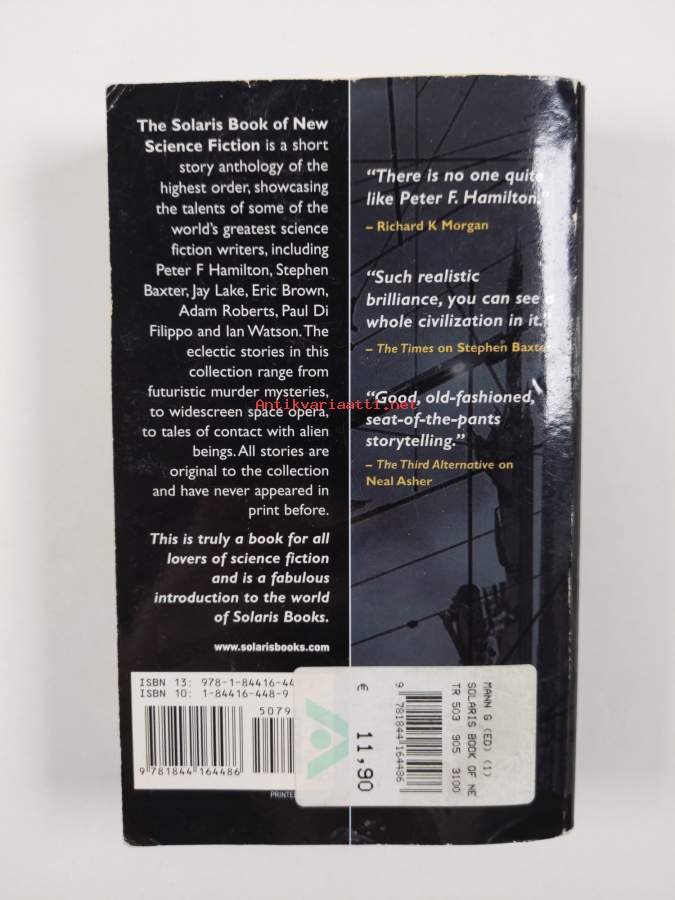 The Solaris Book of New
Science Fiction is a short
story anthology of the
highest order, showcasing
the talents of some of the
world's greatest science
fiction writers, including
Peter F Hamilton, Stephen
Baxter, Jay Lake, Eric Brown,
Adam Roberts, Paul Di
Filippo and Ian Watson. The
eclectic stories in this
collection range from
futuristic murder mysteries,
to widescreen space opera,
to tales of contact with alien
beings. All stories are
original to the collection
and have never appeared in
print before.
This is truly a book for all
lovers of science fiction
and is a fabulous
introduction to the world
of Solaris Books.
www.solarisbooks.com
"There is no one quite
like Peter F. Hamilton."
– Richard K Morgan
"Such realistic
brilliance, you can see a
whole civilization in it."
– The Times on Stephen Baxter
"Good, old-fashioned,
seat-of-the-pants
storytelling."
– The Third Alternative on
Neal Asher
Antikvariaatti.net
ISBN 13: 978-1-84416-44
ISBN 10: 1-84416-448-9
5079
9 781844 164486
PRINTE
€ 11,90
9 781844 164486
MANN G (ED) (1)
SOLARIS BOOK OF NE
TR 503 905 3100